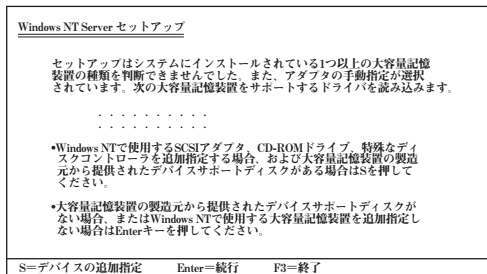 Windows NT Server セットアップ
セットアップはシステムにインストールされている1つ以上の大容量記憶
装置の種類を判断できませんでした。また、アダプタの手動指定が選択
されています。次の大容量記憶装置をサポートするドライバを読み込みます。
. . . . . . . . . .
. . . . . . . . . .
•Windows NTで使用するSCSIアダプタ、CD-ROMドライブ、特殊なディ
スクコントローラを追加指定する場合、および大容量記憶装置の製造
元から提供されたデバイスサポートディスクがある場合はSを押して
ください。
•大容量記憶装置の製造元から提供されたデバイスサポートディスクが
ない場合、またはWindows NTで使用する大容量記憶装置を追加指定し
ない場合はEnterキーを押してください。
S＝デバイスの追加指定 Enter＝続行 F3＝終了